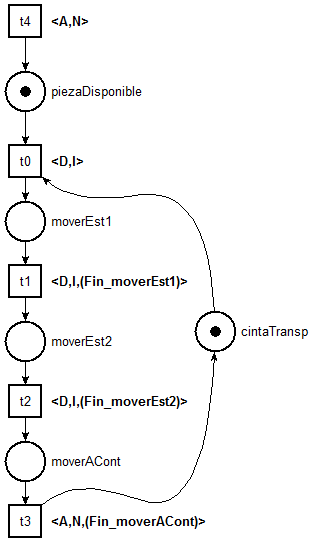 t4 <A,N>
piezaDisponible
t0 <D,I>
moverEst1
t1 <D,I,(Fin_moverEst1)>
cintaTransp
moverEst2
t2 <D,I,(Fin_moverEst2)>
moverACont
t3 <A,N,(Fin_moverACont)>